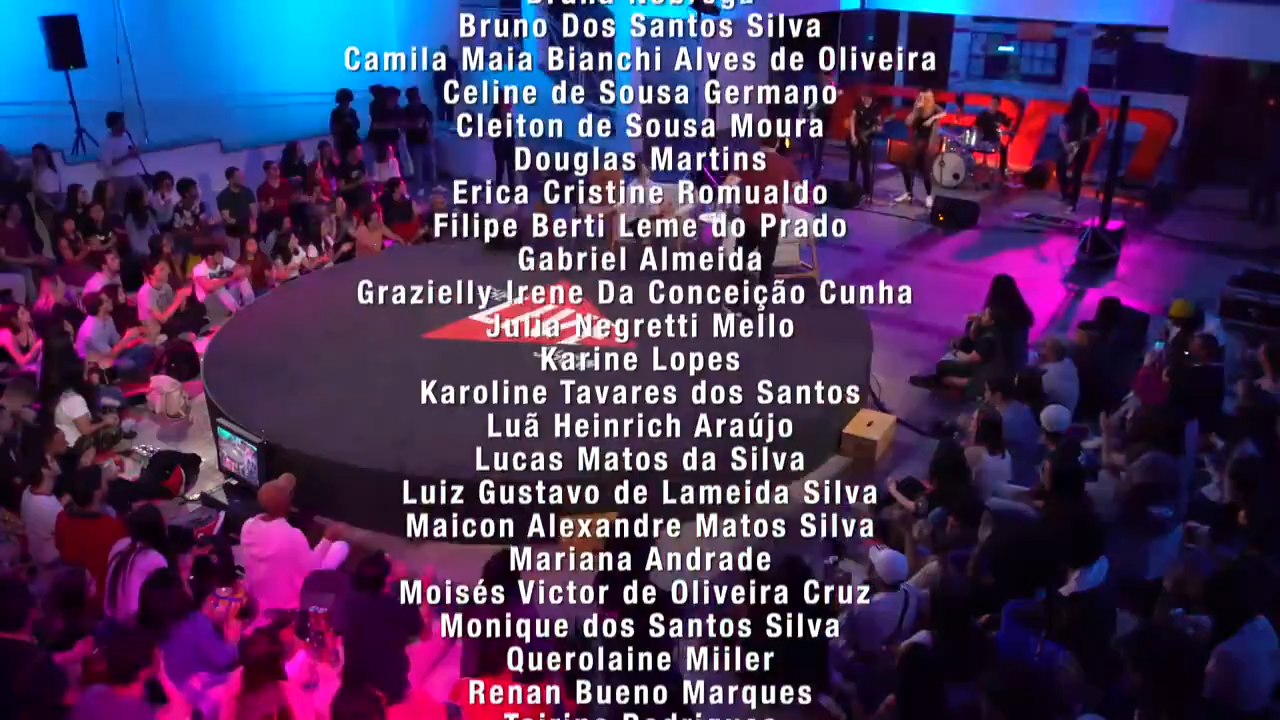 Bruno Dos Santos Silva
Camila Maia Bianchi Alves de Oliveira
Celine de Sousa Germano
Cleiton de Sousa Moura
Douglas Martins
Erica Cristine Romualdo
Filipe Berti Leme do Prado
Gabriel Almeida
Grazielly Irene Da Conceição Cunha
Julia Negretti Mello
Karine Lopes
Karoline Tavares dos Santos
Luã Heinrich Araújo
Lucas Matos da Silva
Luiz Gustavo de Lameida Silva
Maicon Alexandre Matos Silva
Mariana Andrade
Moisés Victor de Oliveira Cruz
Monique dos Santos Silva
Querolaine Miiler
Renan Bueno Marques